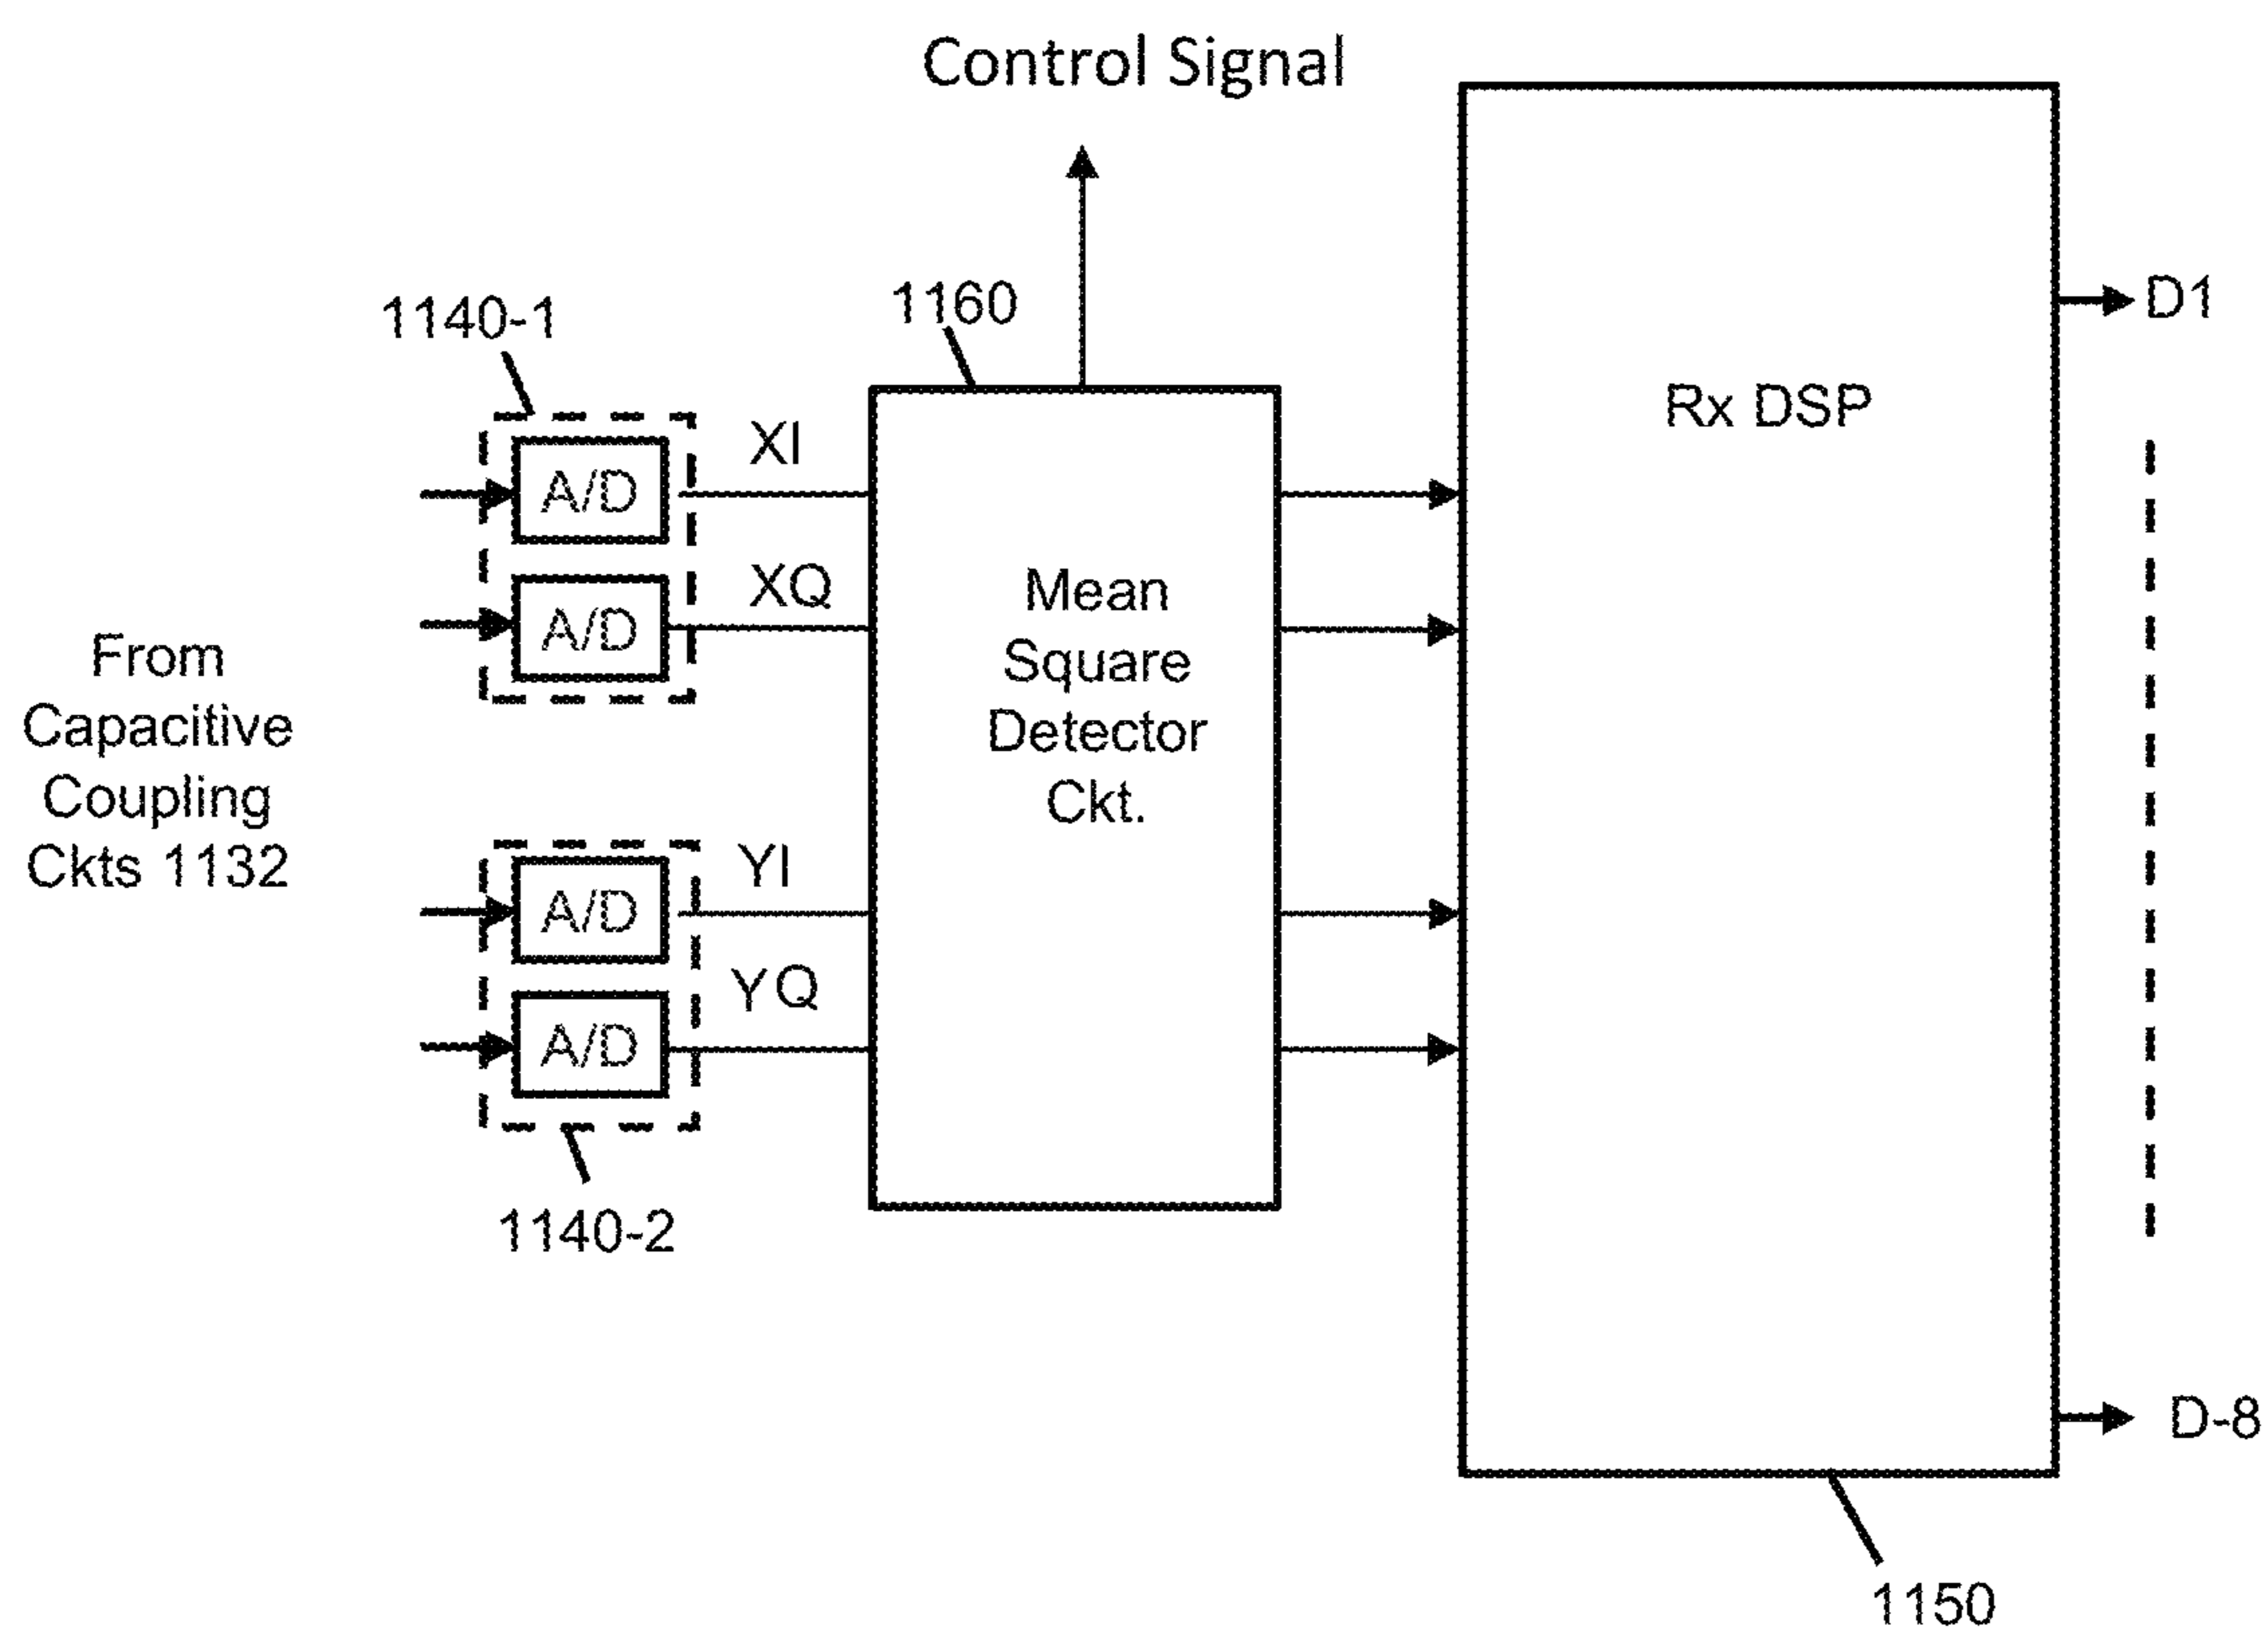 Control Signal
1140-1
1160
D1
Rx DSP
XI
A/D
XQ
A/D
Mean
Square
Detector
Ckt.
From
Capacitive
Coupling
Ckts 1132
YI
A/D
YQ
A/D
1140-2
D-8
1150